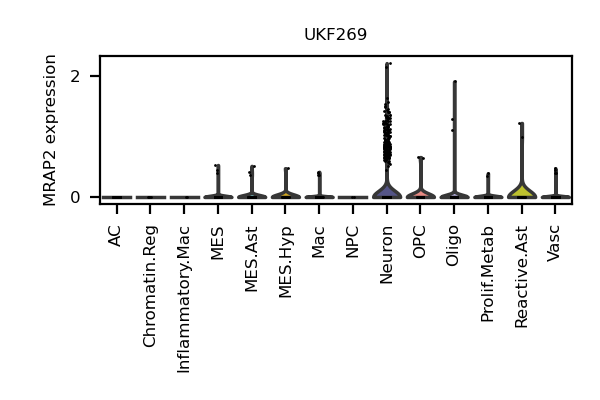 UKF269
MRAP2 expression
2
0
AC
Chromatin.Reg
Inflammatory.Mac
MES
MES.Ast
MES.Hyp
Mac
NPC
Neuron
OPC
Oligo
Prolif.Metab
Reactive.Ast
Vasc